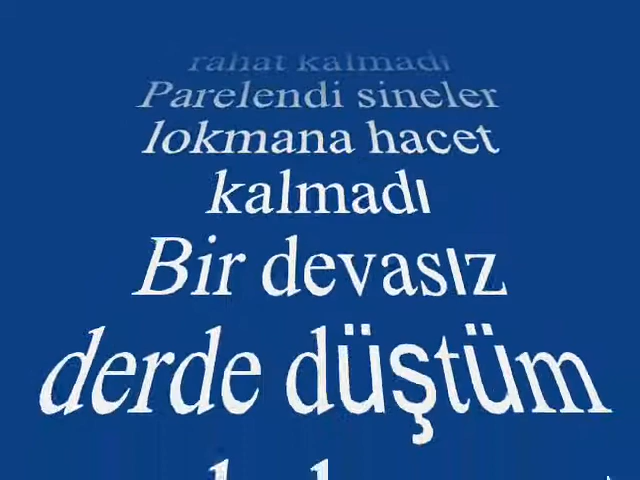 rahat kalmadı
Parelendi sineler
lokmana hacet
kalmadı
Bir devasız
derde düştüm